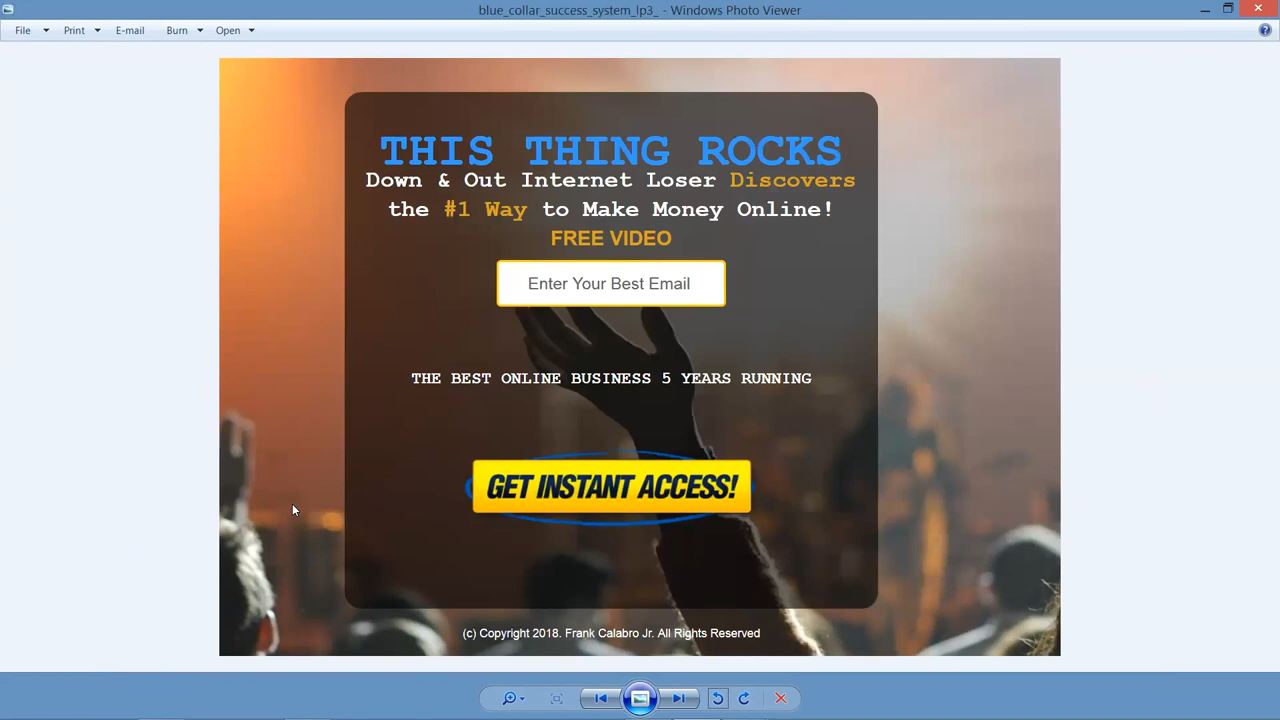 blue_collar_success_system_lp3_ - Windows Photo Viewer
File Print E-mail Burn Open
THIS THING ROCKS
Down & Out Internet Loser Discovers
the #1 Way to Make Money Online!
FREE VIDEO
Enter Your Best Email
THE BEST ONLINE BUSINESS 5 YEARS RUNNING
GET INSTANT ACCESS!
(c) Copyright 2018. Frank Calabro Jr. All Rights Reserved